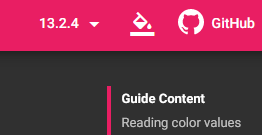 13.2.4 GitHub
Guide Content
Reading color values